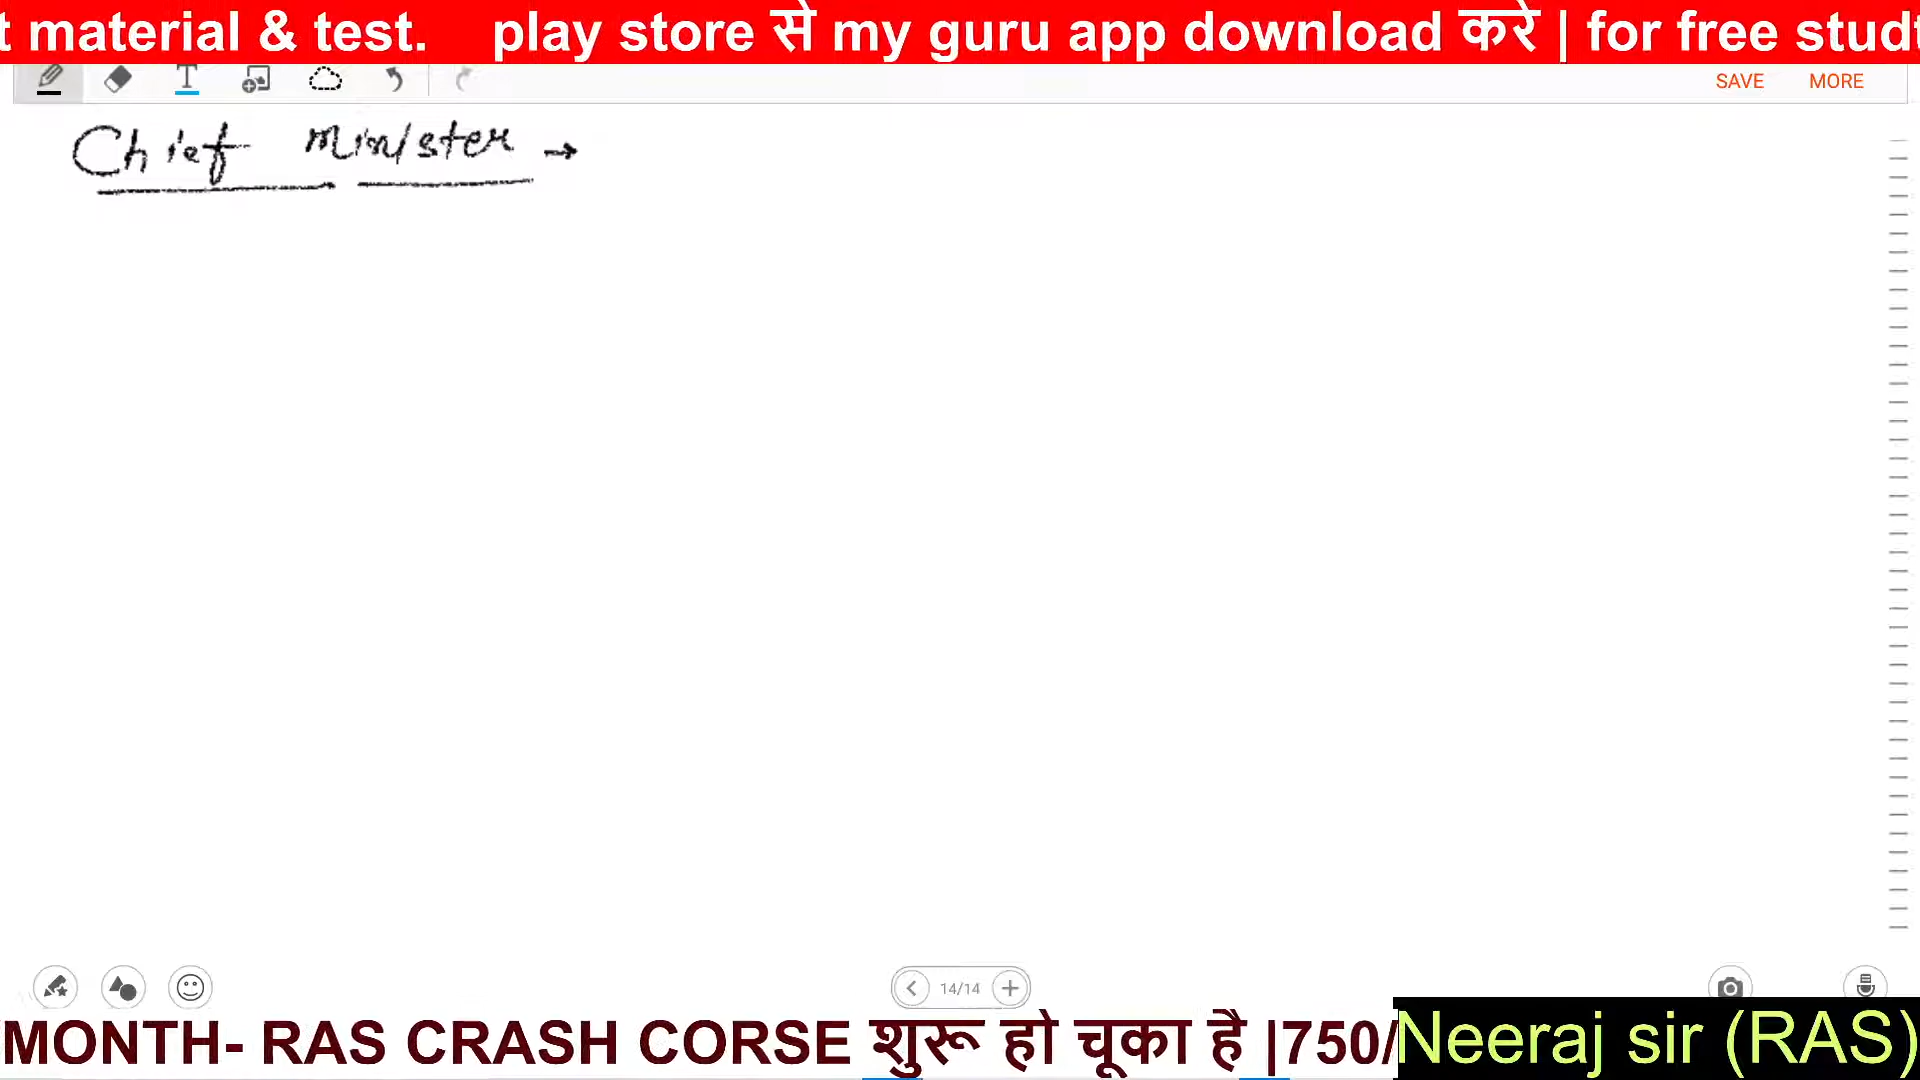 t material & test. play store से my guru app download करे | for free stud
T SAVE MORE
Chief Minister →
14/14
MONTH- RAS CRASH CORSE शुरू हो चूका है |750/
Neeraj sir (RAS)